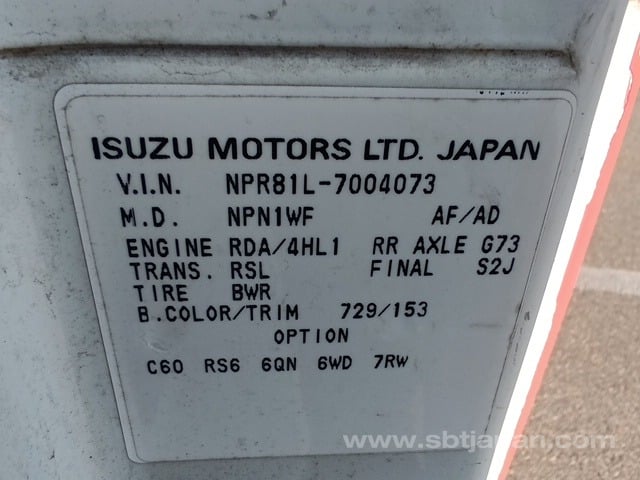 ISUZU MOTORS LTD. JAPAN
V.I.N. NPR81L-7004073
M.D. NPN1WF AF/AD
ENGINE RDA/4HL1 RR AXLE G73
TRANS. RSL FINAL S2J
TIRE BWR
B.COLOR/TRIM 729/153
OPTION
C60 RS6 6QN 6WD 7RW
www.sbtjapan.com